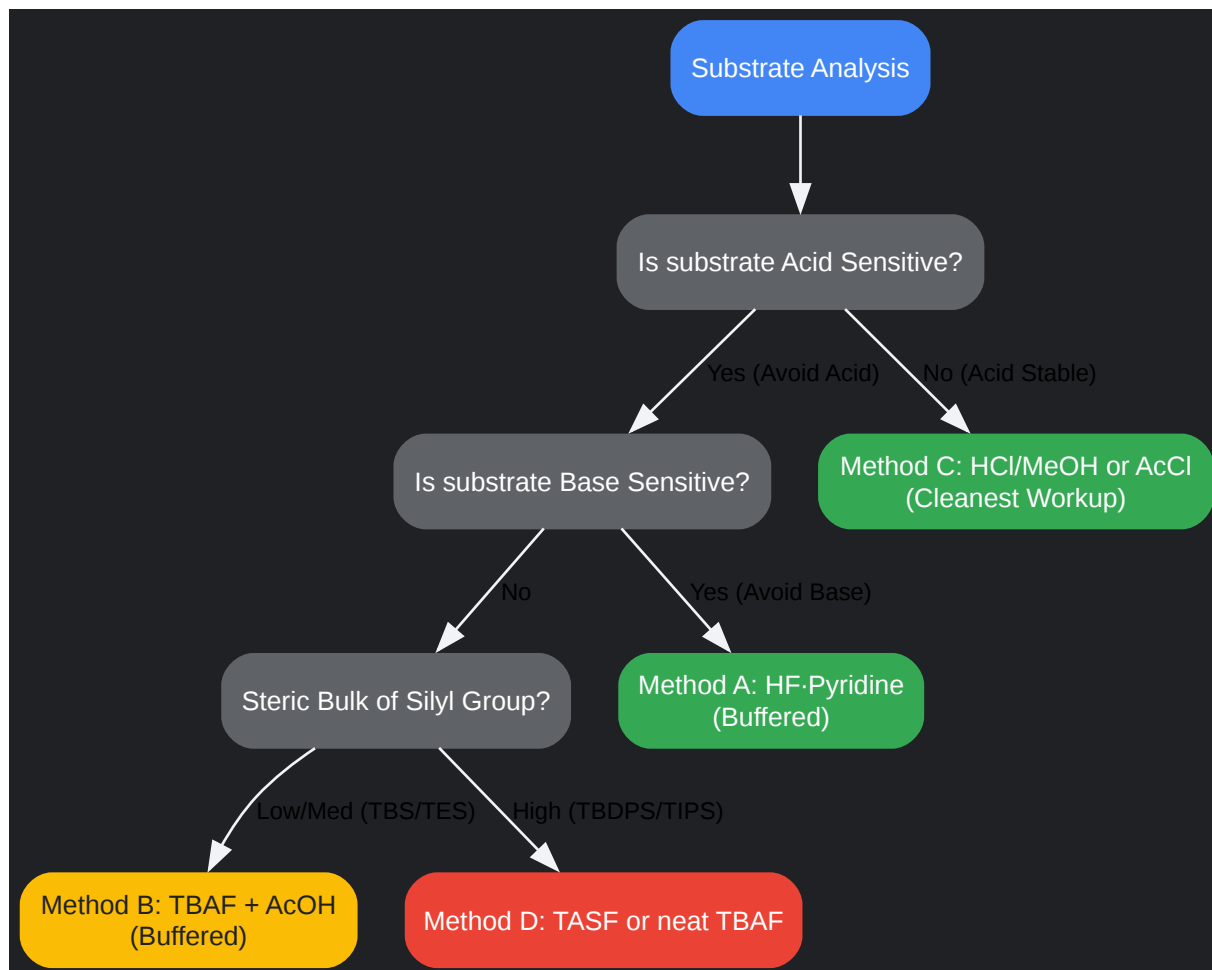 Substrate Analysis
Is substrate Acid Sensitive?
Yes (Avoid Acid)
No (Acid Stable)
Is substrate Base Sensitive?
Method C: HCl/MeOH or AcCl
(Cleanest Workup)
No
Yes (Avoid Base)
Steric Bulk of Silyl Group?
Method A: HF·Pyridine
(Buffered)
Low/Med (TBS/TES)
High (TBDPS/TIPS)
Method B: TBAF + AcOH
(Buffered)
Method D: TASF or neat TBAF